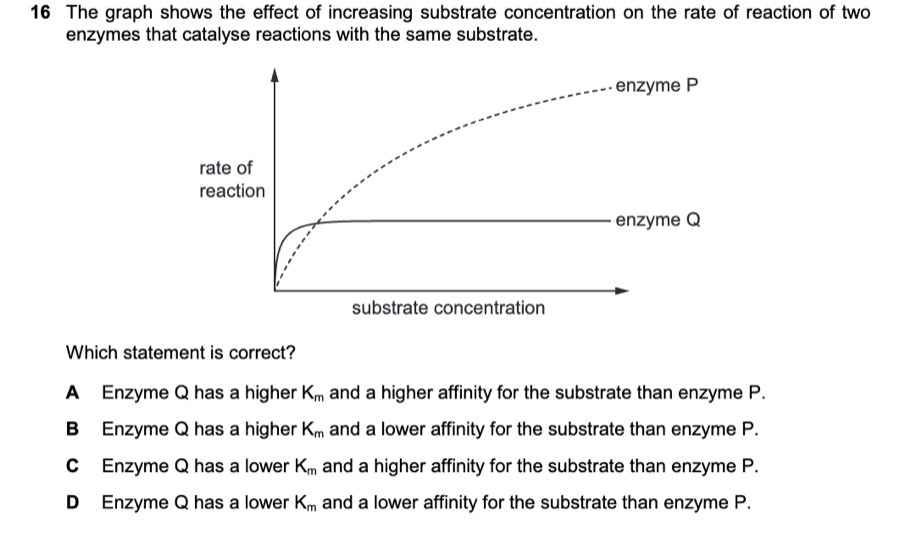 16 The graph shows the effect of increasing substrate concentration on the rate of reaction of two
enzymes that catalyse reactions with the same substrate.
enzyme P
rate of
reaction
enzyme Q
substrate concentration
Which statement is correct?
A Enzyme Q has a higher Km and a higher affinity for the substrate than enzyme P.
B Enzyme Q has a higher Km and a lower affinity for the substrate than enzyme P.
C Enzyme Q has a lower Km and a higher affinity for the substrate than enzyme P.
D Enzyme Q has a lower Km and a lower affinity for the substrate than enzyme P.